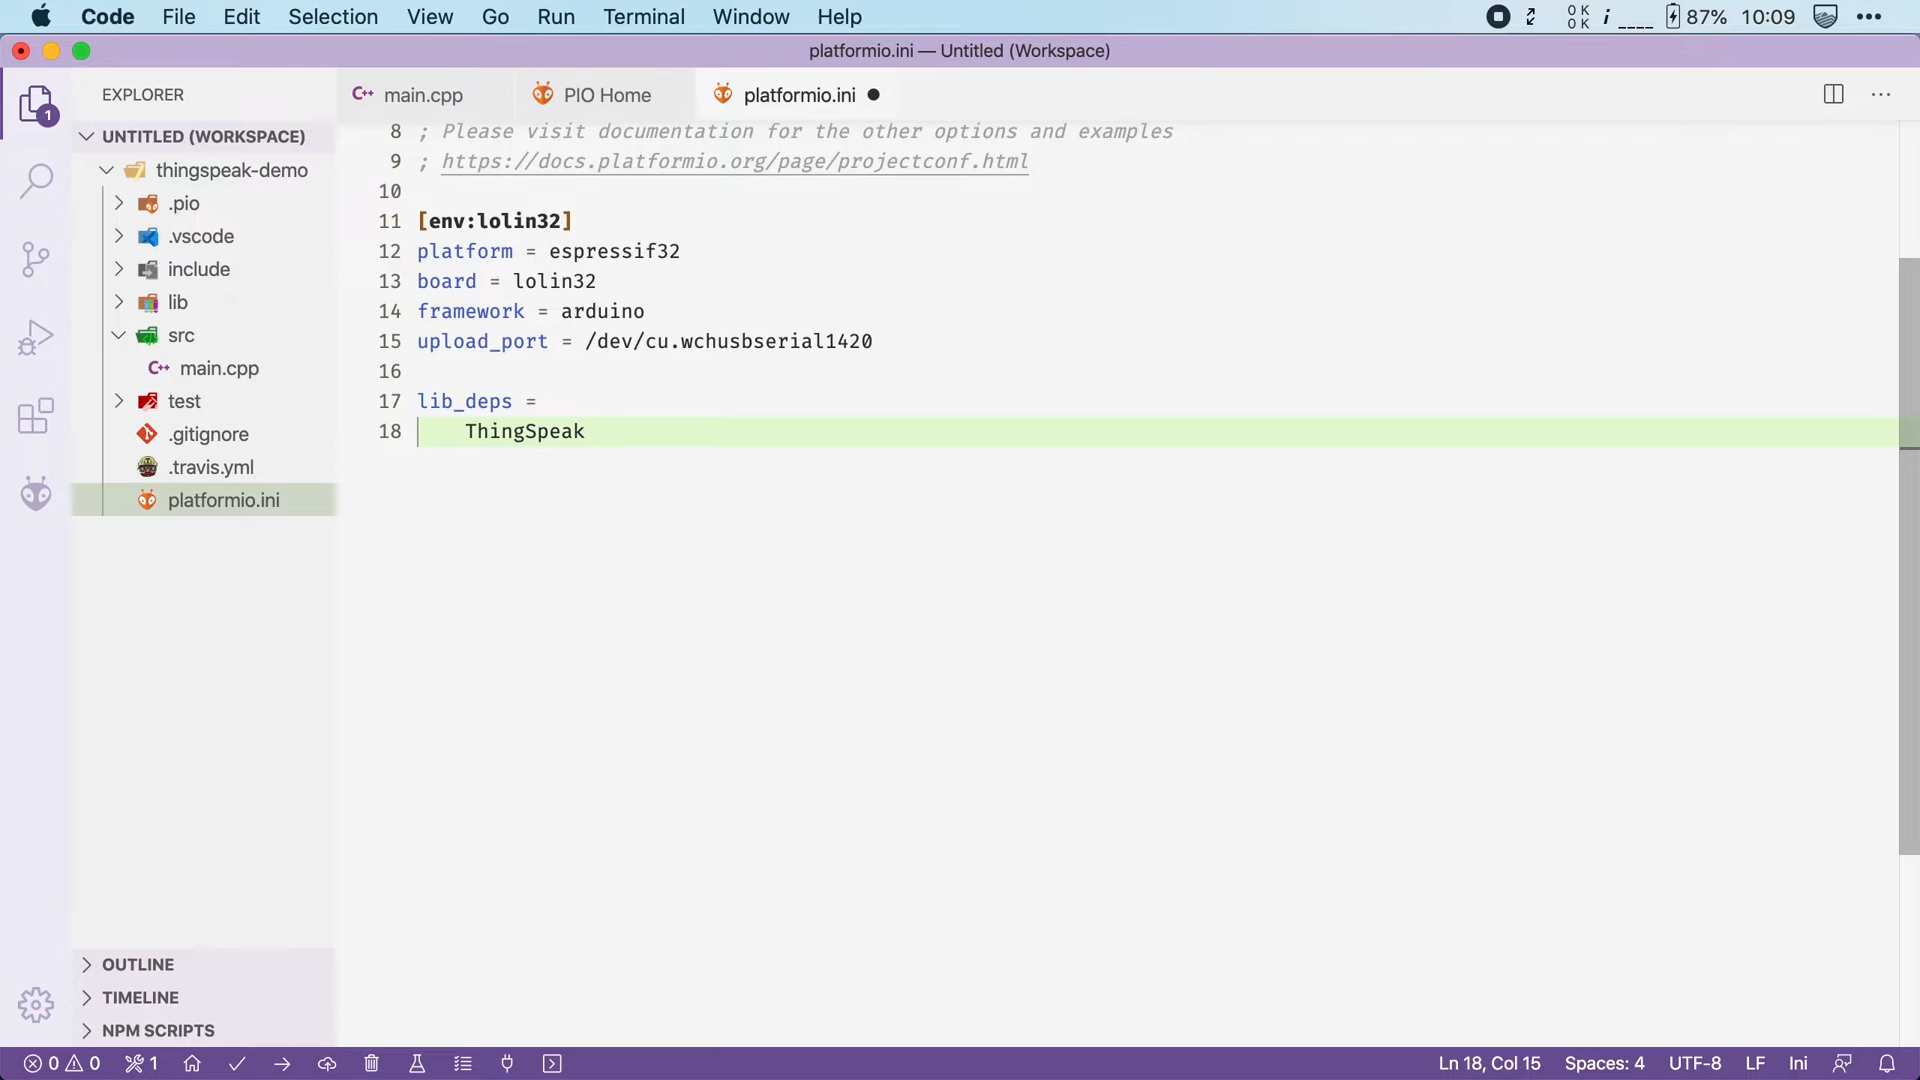 Code File Edit Selection View Go Run Terminal Window Help 0 K 0 K i 87% 10:09
platformio.ini — Untitled (Workspace)
EXPLORER
main.cpp PIO Home platformio.ini
1
UNTITLED (WORKSPACE)
thingspeak-demo
.pio
.vscode
include
lib
src
main.cpp
test
.gitignore
.travis.yml
platformio.ini
8 ; Please visit documentation for the other options and examples
9 ; https://docs.platformio.org/page/projectconf.html
10
11 [env:lolin32]
12 platform = espressif32
13 board = lolin32
14 framework = arduino
15 upload_port = /dev/cu.wchusbserial1420
16
17 lib_deps =
18 ThingSpeak
OUTLINE
TIMELINE
NPM SCRIPTS
0 0 1 Ln 18, Col 15 Spaces: 4 UTF-8 LF Ini